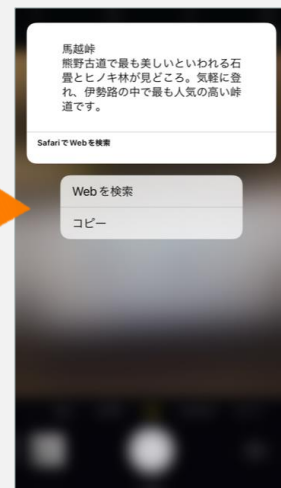 馬越峠
熊野古道で最も美しいといわれる石
畳とヒノキ林が見どころ。気軽に登
れ、伊勢路の中で最も人気の高い峠
道です。
SafariでWebを検索
Webを検索
コピー